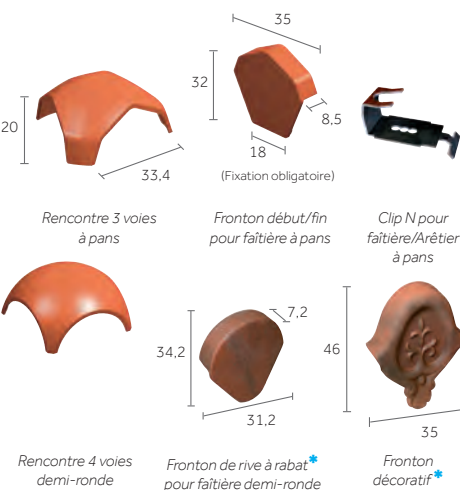 35
32
20
8,5
18
33,4
(Fixation obligatoire)
Rencontre 3 voies
à pans
Fronton début/fin
pour faîtière à pans
Clip N pour
faîtière/Arêtier
à pans
7,2
34,2
46
31,2
35
Rencontre 4 voies
demi-ronde
Fronton de rive à rabat*
pour faîtière demi-ronde
Fronton
décoratif*